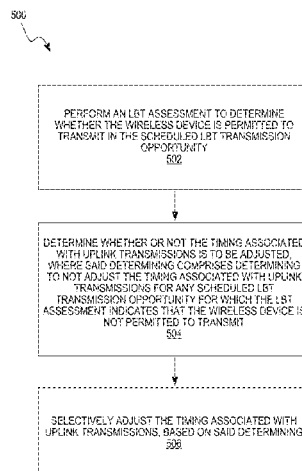 500
PERFORM AN LBT ASSESSMENT TO DETERMINE
WHETHER THE WIRELESS DEVICE IS PERMITTED TO
TRANSMIT IN THE SCHEDULED LBT TRANSMISSION
OPPORTUNITY
502
DETERMINE WHETHER OR NOT THE TIMING ASSOCIATED
WITH UPLINK TRANSMISSIONS IS TO BE ADJUSTED,
WHERE SAID DETERMINING COMPRISES DETERMINING
TO NOT ADJUST THE TIMING ASSOCIATED WITH UPLINK
TRANSMISSIONS FOR ANY SCHEDULED LBT
TRANSMISSION OPPORTUNITY FOR WHICH THE LBT
ASSESSMENT INDICATES THAT THE WIRELESS DEVICE IS
NOT PERMITTED TO TRANSMIT
504
SELECTIVELY ADJUST THE TIMING ASSOCIATED WITH
UPLINK TRANSMISSIONS, BASED ON SAID DETERMINING
506